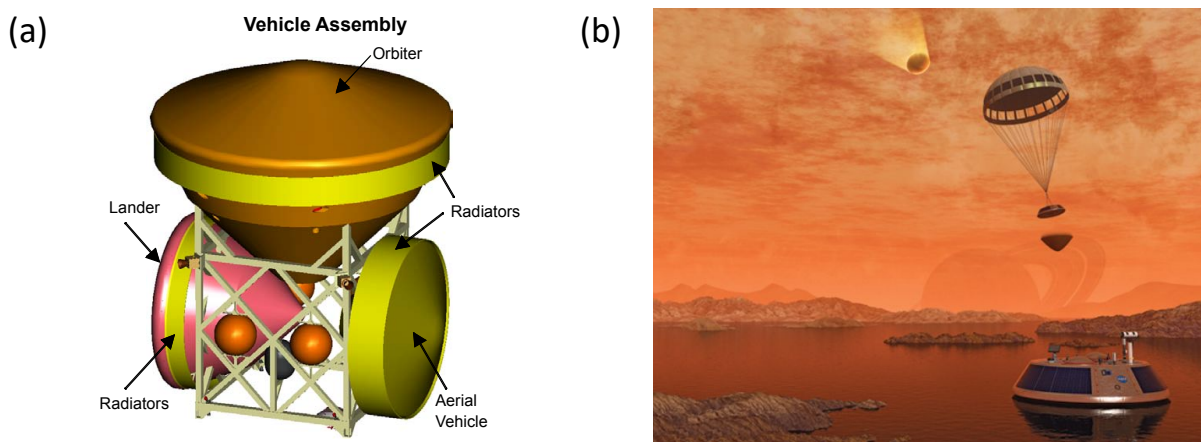 (a)
Vehicle Assembly
Orbiter
Lander
Radiators
Radiators
Aerial
Vehicle
(b)